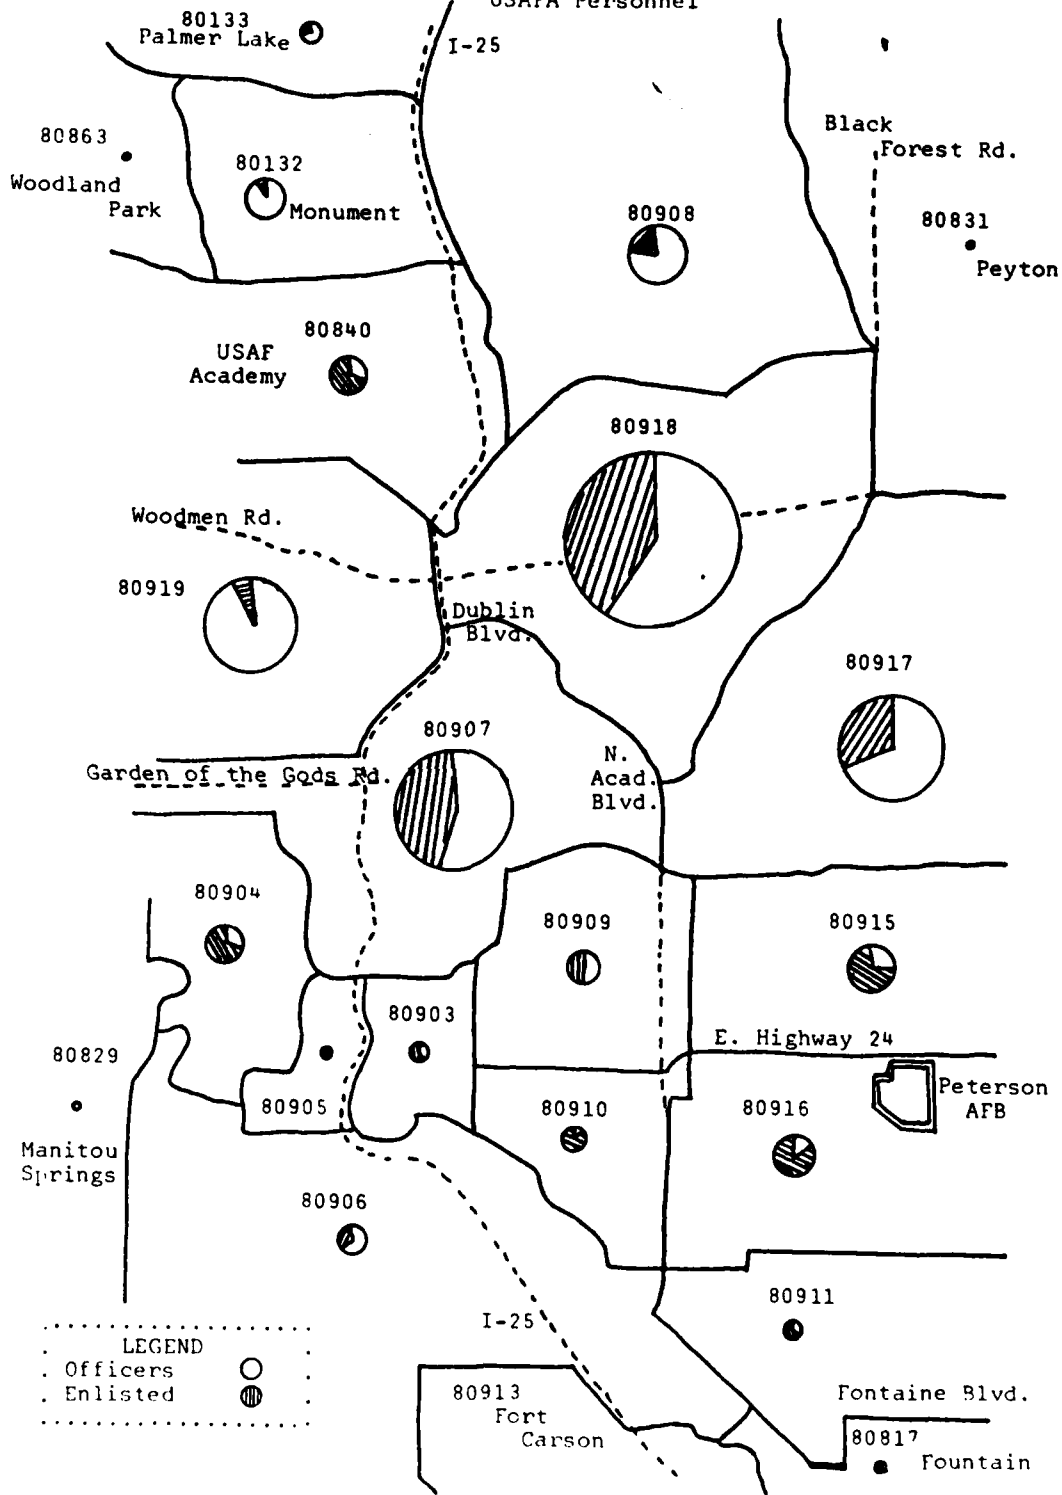 USAFA Personnel
80133
Palmer Lake
I-25
Black
Forest Rd.
80863
Woodland
Park
80132
Monument
80908
80831
Peyton
80840
USAF
Academy
80918
Woodmen Rd.
80919
Dublin
Blvd.
80917
80907
N.
Acad.
Blvd.
Garden of the Gods Rd.
80904
80909
80915
80903
E. Highway 24
80829
80905
80910
80916
Peterson
AFB
Manitou
Springs
80906
80911
I-25
LEGEND
Officers
Enlisted
80913
Fort
Carson
Fontaine Blvd.
80817
Fountain